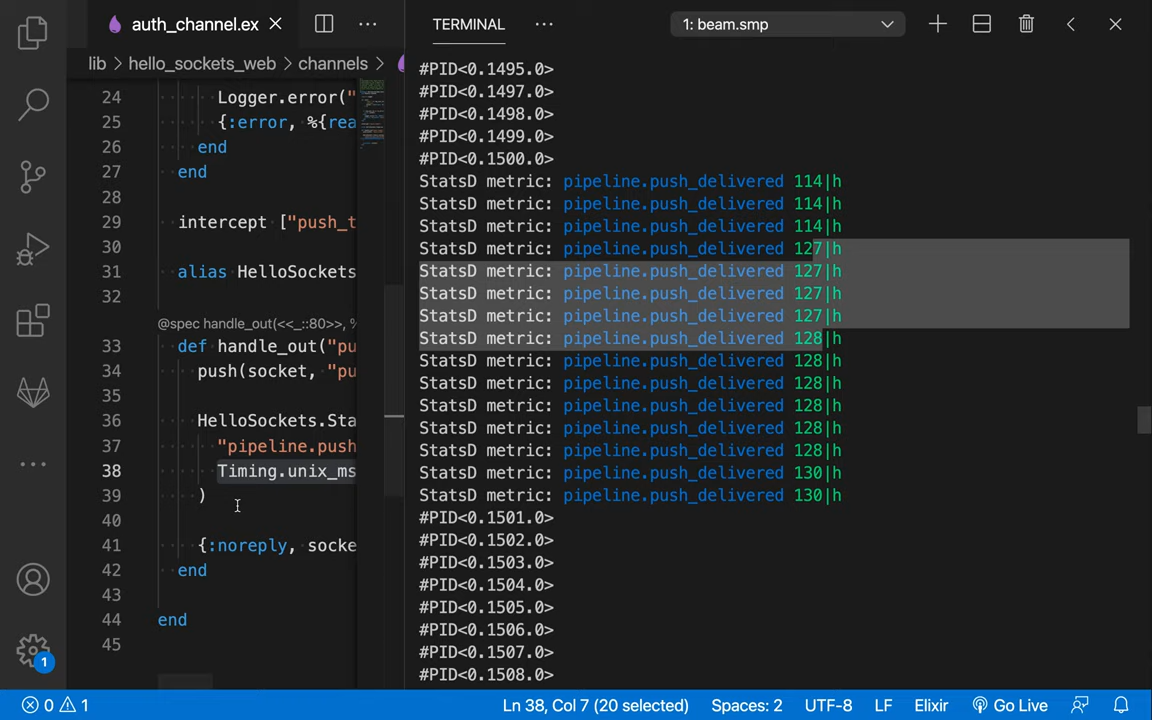 auth_channel.ex
lib > hello_sockets_web > channels >
24 Logger.error("
25 {:error, %{rea
26 end
27 end
28
29 intercept ["push_t
30
31 alias HelloSockets
32
@spec handle_out(<<_::80>>, %
33 def handle_out("pu
34 push(socket, "pu
35
36 HelloSockets.Sta
37 "pipeline.push
38 Timing.unix_ms
39 )
40
41 {:noreply, socke
42 end
43
44 end
45
TERMINAL
1: beam.smp
#PID<0.1495.0>
#PID<0.1497.0>
#PID<0.1498.0>
#PID<0.1499.0>
#PID<0.1500.0>
StatsD metric: pipeline.push_delivered 114|h
StatsD metric: pipeline.push_delivered 114|h
StatsD metric: pipeline.push_delivered 114|h
StatsD metric: pipeline.push_delivered 127|h
StatsD metric: pipeline.push_delivered 127|h
StatsD metric: pipeline.push_delivered 127|h
StatsD metric: pipeline.push_delivered 127|h
StatsD metric: pipeline.push_delivered 128|h
StatsD metric: pipeline.push_delivered 128|h
StatsD metric: pipeline.push_delivered 128|h
StatsD metric: pipeline.push_delivered 128|h
StatsD metric: pipeline.push_delivered 128|h
StatsD metric: pipeline.push_delivered 128|h
StatsD metric: pipeline.push_delivered 130|h
StatsD metric: pipeline.push_delivered 130|h
#PID<0.1501.0>
#PID<0.1502.0>
#PID<0.1503.0>
#PID<0.1504.0>
#PID<0.1505.0>
#PID<0.1506.0>
#PID<0.1507.0>
#PID<0.1508.0>
1
0 1 Ln 38, Col 7 (20 selected) Spaces: 2 UTF-8 LF Elixir Go Live